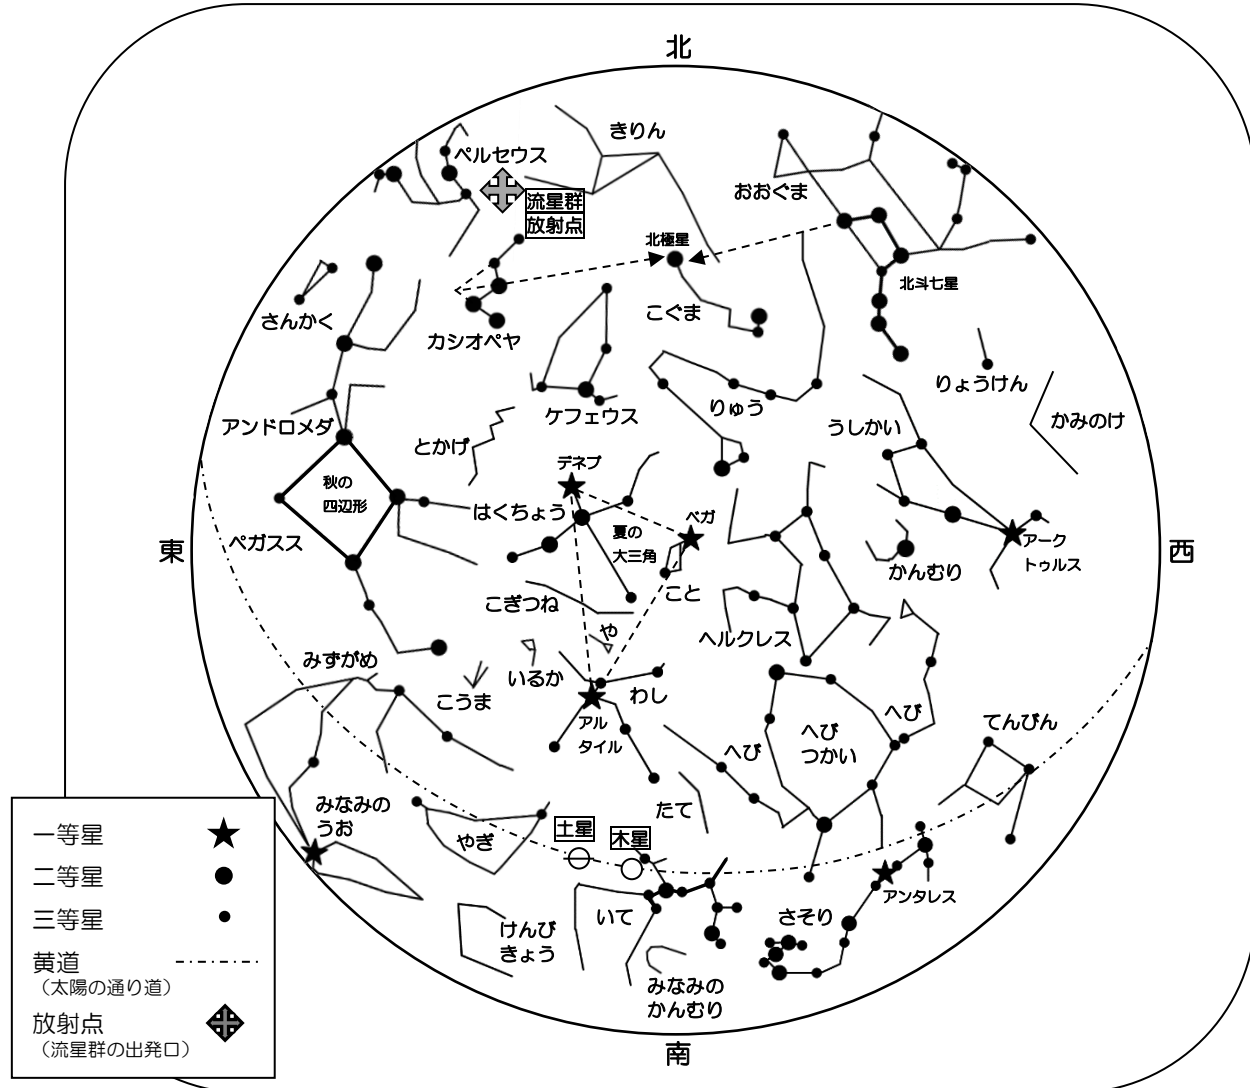 北
きりん
ペルセウス
流星群
放射点
おおぐま
北極星
北斗七星
こぐま
さんかく
カシオペヤ
りょうけん
ケフェウス
りゅう
うしかい
かみのけ
アンドロメダ
とかげ
デネブ
秋の
四辺形
はくちょう
ベガ
夏の
大三角
ペガスス
東
西
アーク
トゥルス
かんむり
こと
こぎつね
や
ヘルクレス
みずがめ
いるか
こうま
わし
アル
タイル
へび
へび
つかい
へび
てんびん
たて
みなみの
うお
やぎ
土星
木星
アンタレス
いて
さそり
けんび
きょう
みなみの
かんむり
南
一等星
二等星
三等星
黄道
（太陽の通り道）
放射点
（流星群の出発口）